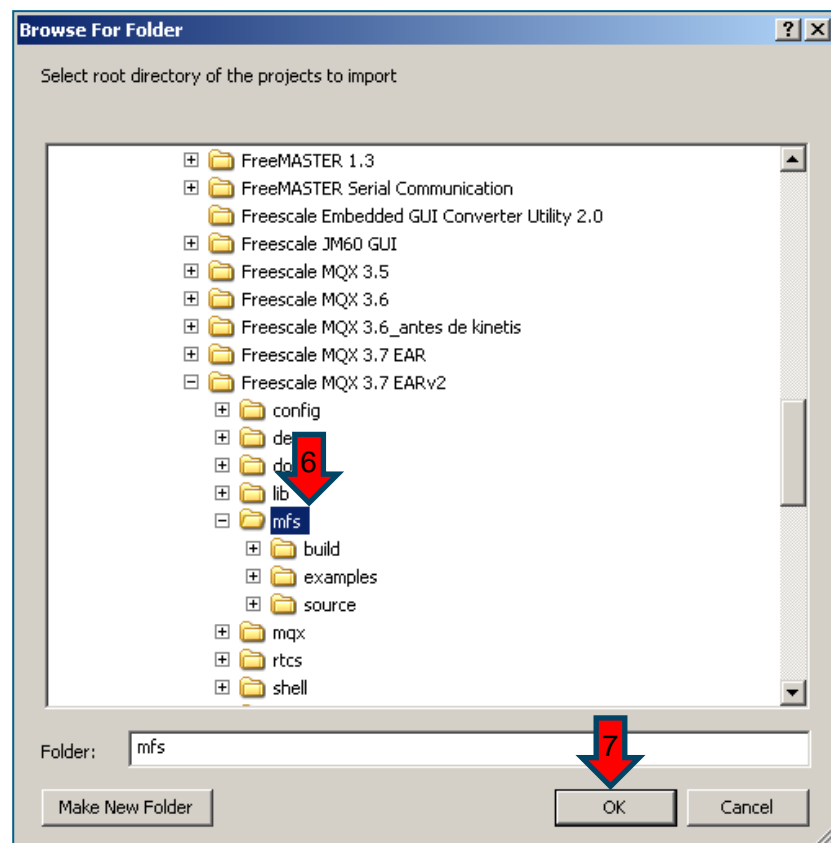 Browse For Folder
Select root directory of the projects to import
FreeMASTER 1.3
FreeMASTER Serial Communication
Freescale Embedded GUI Converter Utility 2.0
Freescale JM60 GUI
Freescale MQX 3.5
Freescale MQX 3.6
Freescale MQX 3.6_antes de kinetis
Freescale MQX 3.7 EAR
Freescale MQX 3.7 EARv2
config
de
do
6
lib
mfs
build
examples
source
mqx
rtcs
shell
Folder: mfs
7
Make New Folder OK Cancel